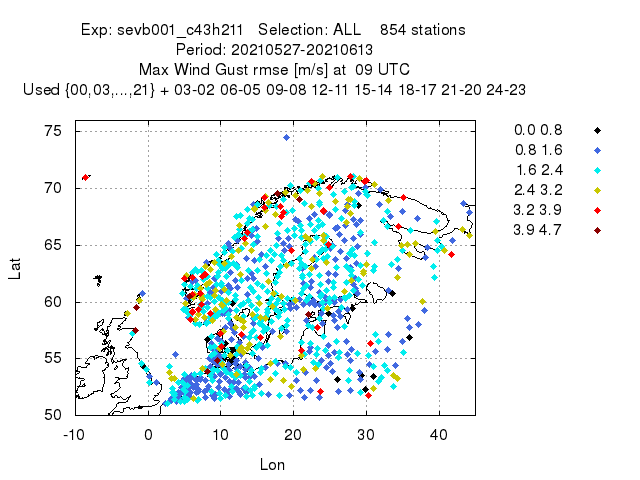 Exp: sevb001_c43h211   Selection: ALL    854 stations
Period: 20210527-20210613
Max Wind Gust rmse [m/s] at  09 UTC
Used {00,03,...,21} + 03-02 06-05 09-08 12-11 15-14 18-17 21-20 24-23
0.0 0.8
0.8 1.6
1.6 2.4
2.4 3.2
3.2 3.9
3.9 4.7
75
70
65
60
55
50
Lat
-10 0 10 20 30 40
Lon